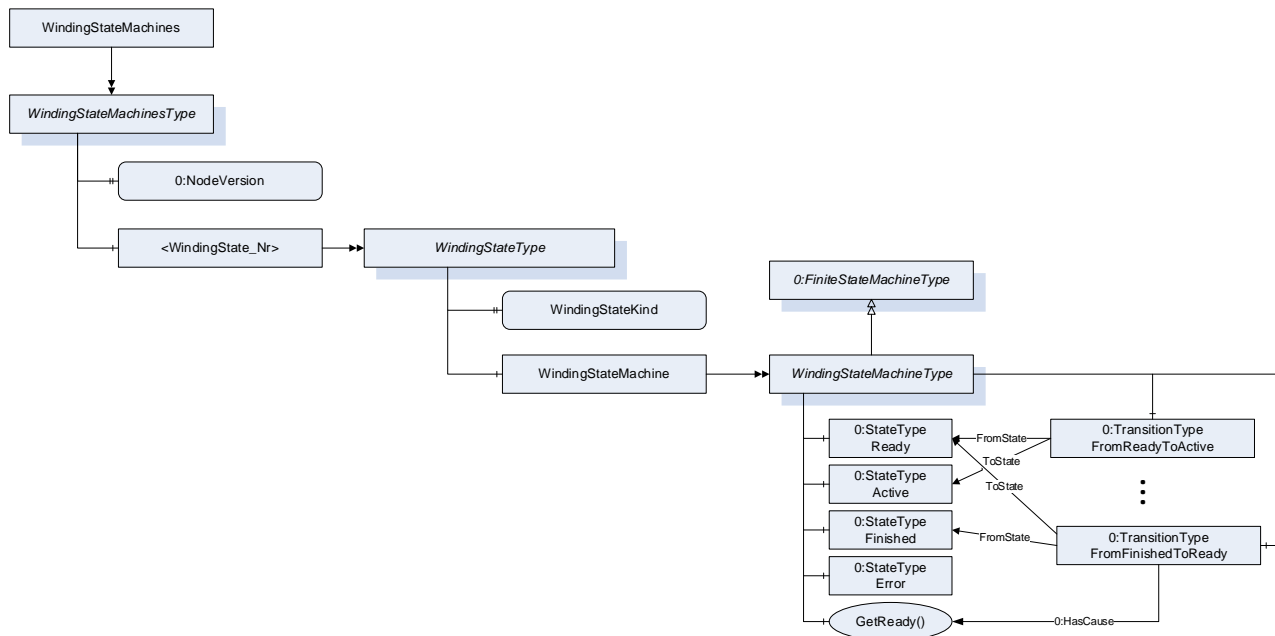 WindingStateMachines
WindingStateMachinesType
0:NodeVersion
<WindingState_Nr>
WindingStateType
WindingStateKind
0:FiniteStateMachineType
WindingStateMachine
WindingStateMachineType
0:StateType
Ready
FromState
0:TransitionType
FromReadyToActive
ToState
0:StateType
Active
ToState
0:StateType
Finished
FromState
0:TransitionType
FromFinishedToReady
0:StateType
Error
GetReady()
0:HasCause